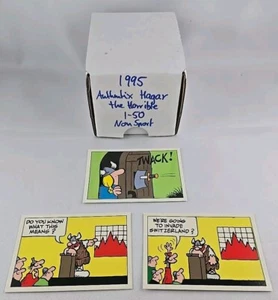 1995
Authentix Hagar
the Horrible
1-50
Non Sport
TWACK!
DO YOU KNOW
WHAT THIS
MEANS?
WE'RE GOING
TO INVADE
SWITZERLAND?